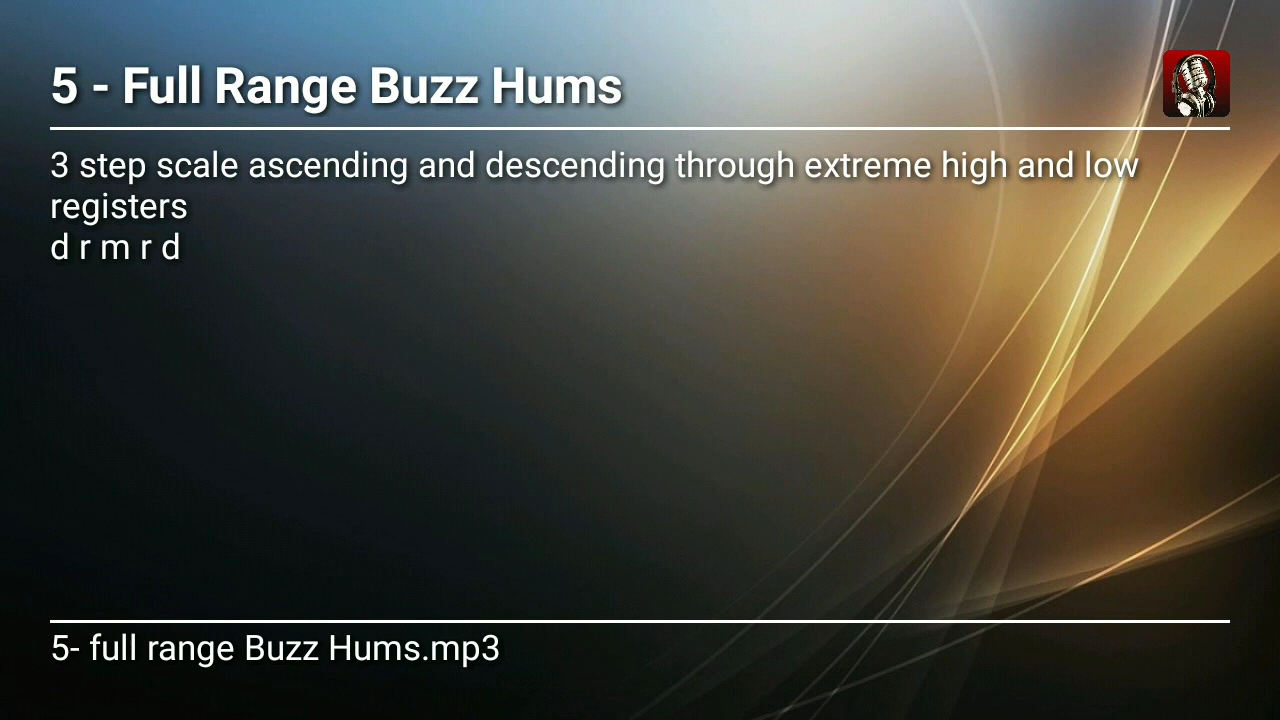 5 - Full Range Buzz Hums
3 step scale ascending and descending through extreme high and low
registers
d r m r d
5- full range Buzz Hums.mp3